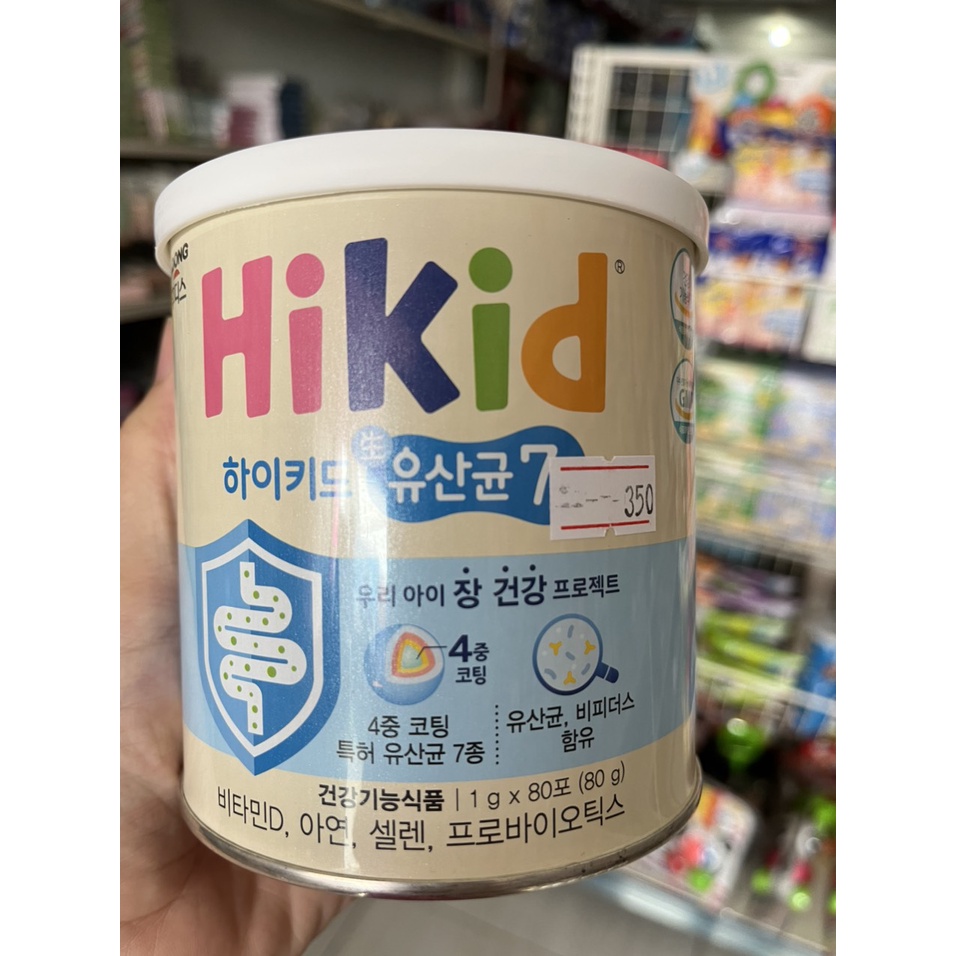 Hikid®
하이키드 生 유산균 7
350
우리 아이 장 건강 프로젝트
4중
코팅
4중 코팅
특허 유산균 7종
유산균, 비피더스
함유
건강기능식품 | 1 g x 80포 (80 g)
비타민D, 아연, 셀렌, 프로바이오틱스